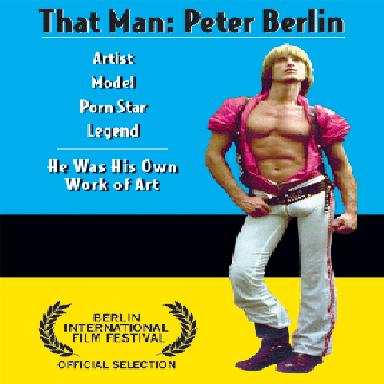 That Man: Peter Berlin
Artist
Model
Porn Star
Legend
He Was His Own
Work of Art
BERLIN
INTERNATIONAL
FILM FESTIVAL
OFFICIAL SELECTION